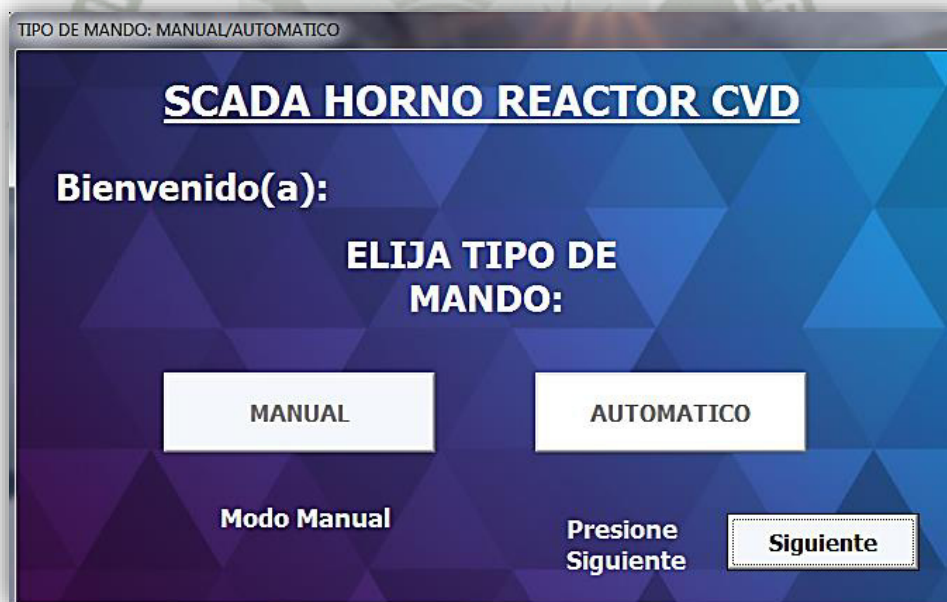 TIPO DE MANDO: MANUAL/AUTOMATICO
SCADA HORNO REACTOR CVD
Bienvenido(a):
ELIJA TIPO DE
MANDO:
MANUAL
AUTOMATICO
Modo Manual
Presione
Siguiente
Siguiente